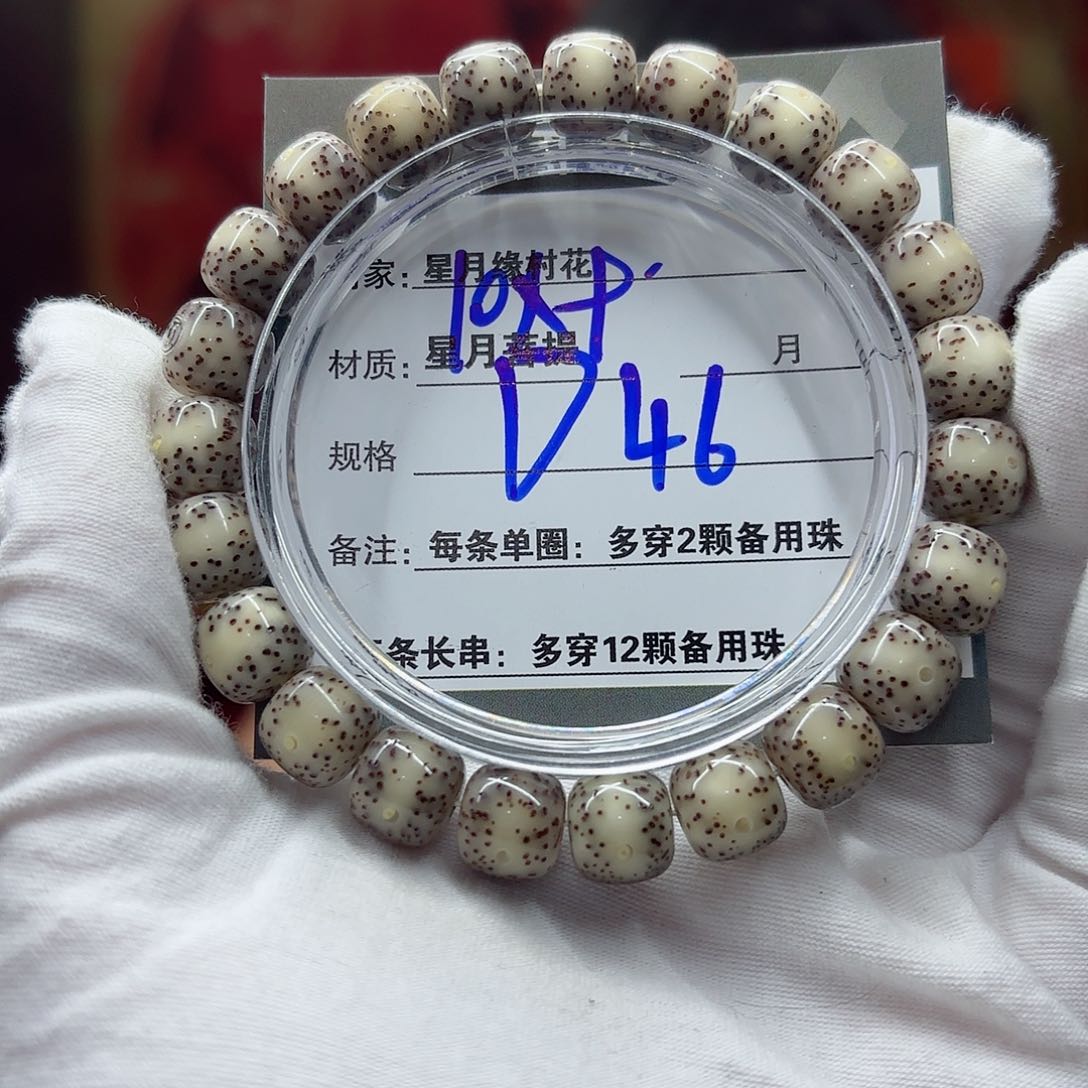 家：星月缘村花
10XP
材质：星月菩提 月
D46
规格
备注：每条单圈：多穿2颗备用珠
条长串：多穿12颗备用珠